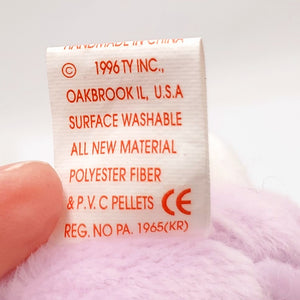 HANDMADE IN CHINA
© 1996 TY INC.,
OAKBROOK IL, U.S.A
SURFACE WASHABLE
ALL NEW MATERIAL
POLYESTER FIBER
& P.V.C PELLETS CE
REG. NO PA. 1965(KR)